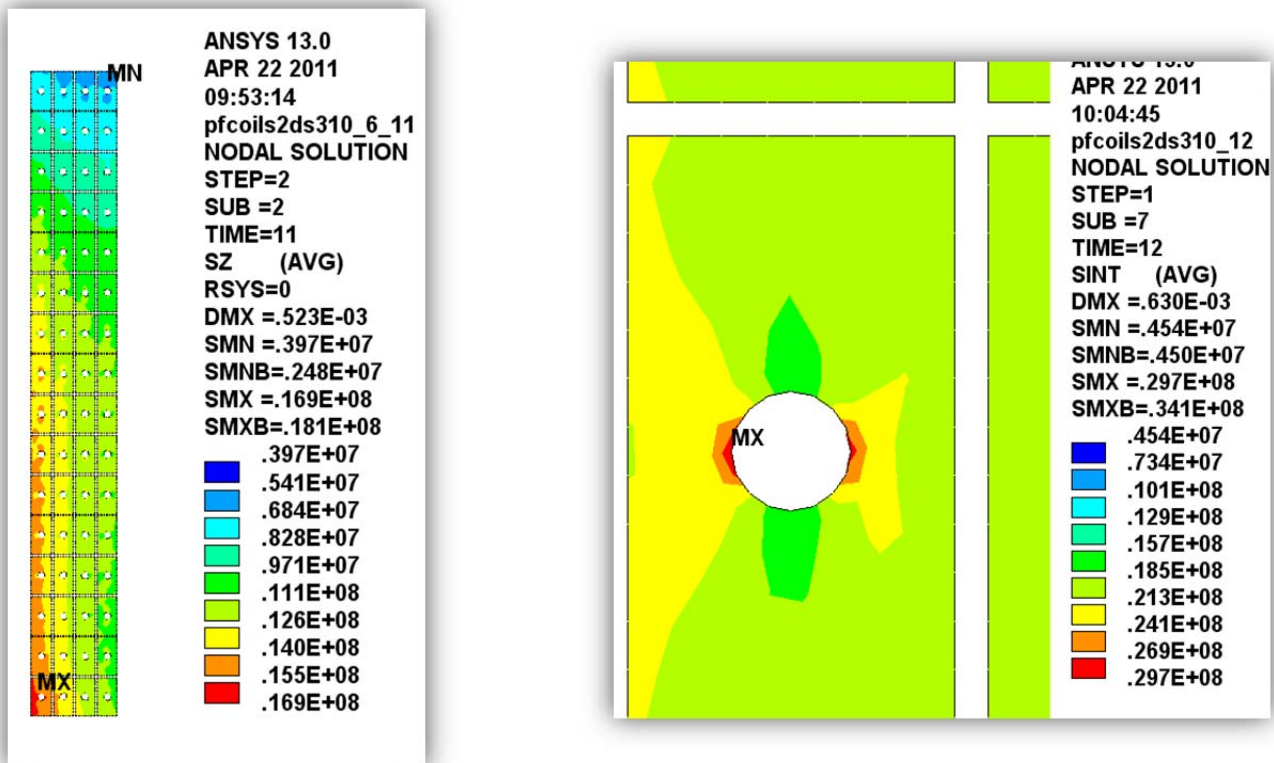 MN
ANSYS 13.0
APR 22 2011
09:53:14
pfcoils2ds310_6_11
NODAL SOLUTION
STEP=2
SUB =2
TIME=11
SZ (AVG)
RSYS=0
DMX =.523E-03
SMN =.397E+07
SMNB=.248E+07
SMX =.169E+08
SMXB=.181E+08
.397E+07
.541E+07
.684E+07
.828E+07
.971E+07
.111E+08
.126E+08
.140E+08
.155E+08
.169E+08
MX
ANSYS 13.0
APR 22 2011
10:04:45
pfcoils2ds310_12
NODAL SOLUTION
STEP=1
SUB =7
TIME=12
SINT (AVG)
DMX =.630E-03
SMN =.454E+07
SMNB=.450E+07
SMX =.297E+08
SMXB=.341E+08
.454E+07
.734E+07
.101E+08
.129E+08
.157E+08
.185E+08
.213E+08
.241E+08
.269E+08
.297E+08
MX